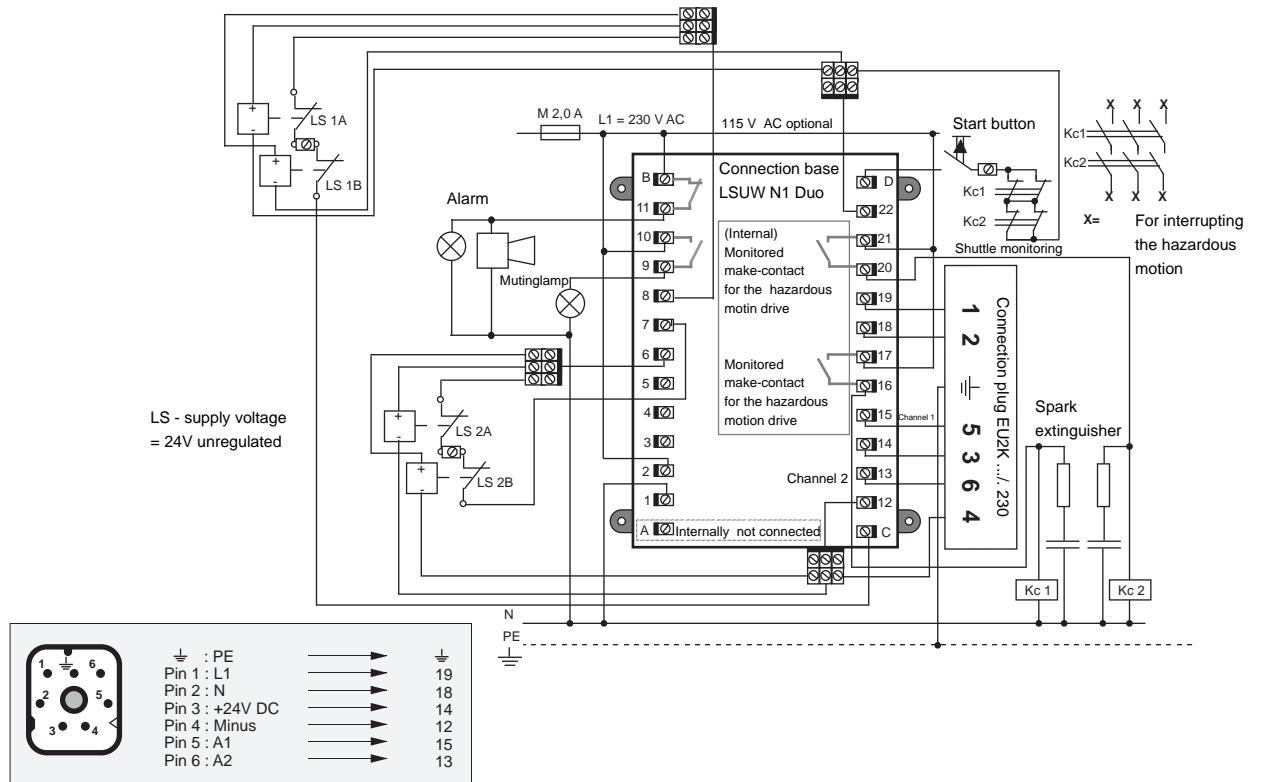 M 2,0 A
L1 = 230 V AC
115 V AC optional
Start button
+
-
LS 1A
+
-
LS 1B
Kc1
Kc2
X X X
X X X
X=
For interrupting
the hazardous
motion
Kc1
Kc2
Shuttle monitoring
Alarm
Mutinglamp
Connection base
LSUW N1 Duo
B
11
10
9
8
7
6
5
4
3
2
1
A
(Internal)
Monitored
make-contact
for the hazardous
motin drive
Monitored
make-contact
for the hazardous
motion drive
Channel 2
Internally not connected
D
22
21
20
19
18
17
16
15
Channel 1
14
13
12
C
1
2
5
3
6
4
Connection plug EU2K .../. 230
Spark
extinguisher
Kc 1
Kc 2
LS - supply voltage
= 24V unregulated
+
-
LS 2A
+
-
LS 2B
N
PE
1
6
2
5
3
4
: PE
Pin 1 : L1 19
Pin 2 : N 18
Pin 3 : +24V DC 14
Pin 4 : Minus 12
Pin 5 : A1 15
Pin 6 : A2 13